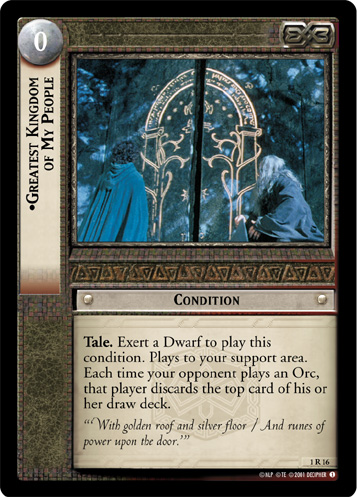 0
•GREATEST KINGDOM
OF MY PEOPLE
CONDITION
Tale. Exert a Dwarf to play this
condition. Plays to your support area.
Each time your opponent plays an Orc,
that player discards the top card of his or
her draw deck.
“‘With golden roof and silver floor / And runes of
power upon the door.’”
1 R 16
©NLP ©TE ©2001 DECIPHER